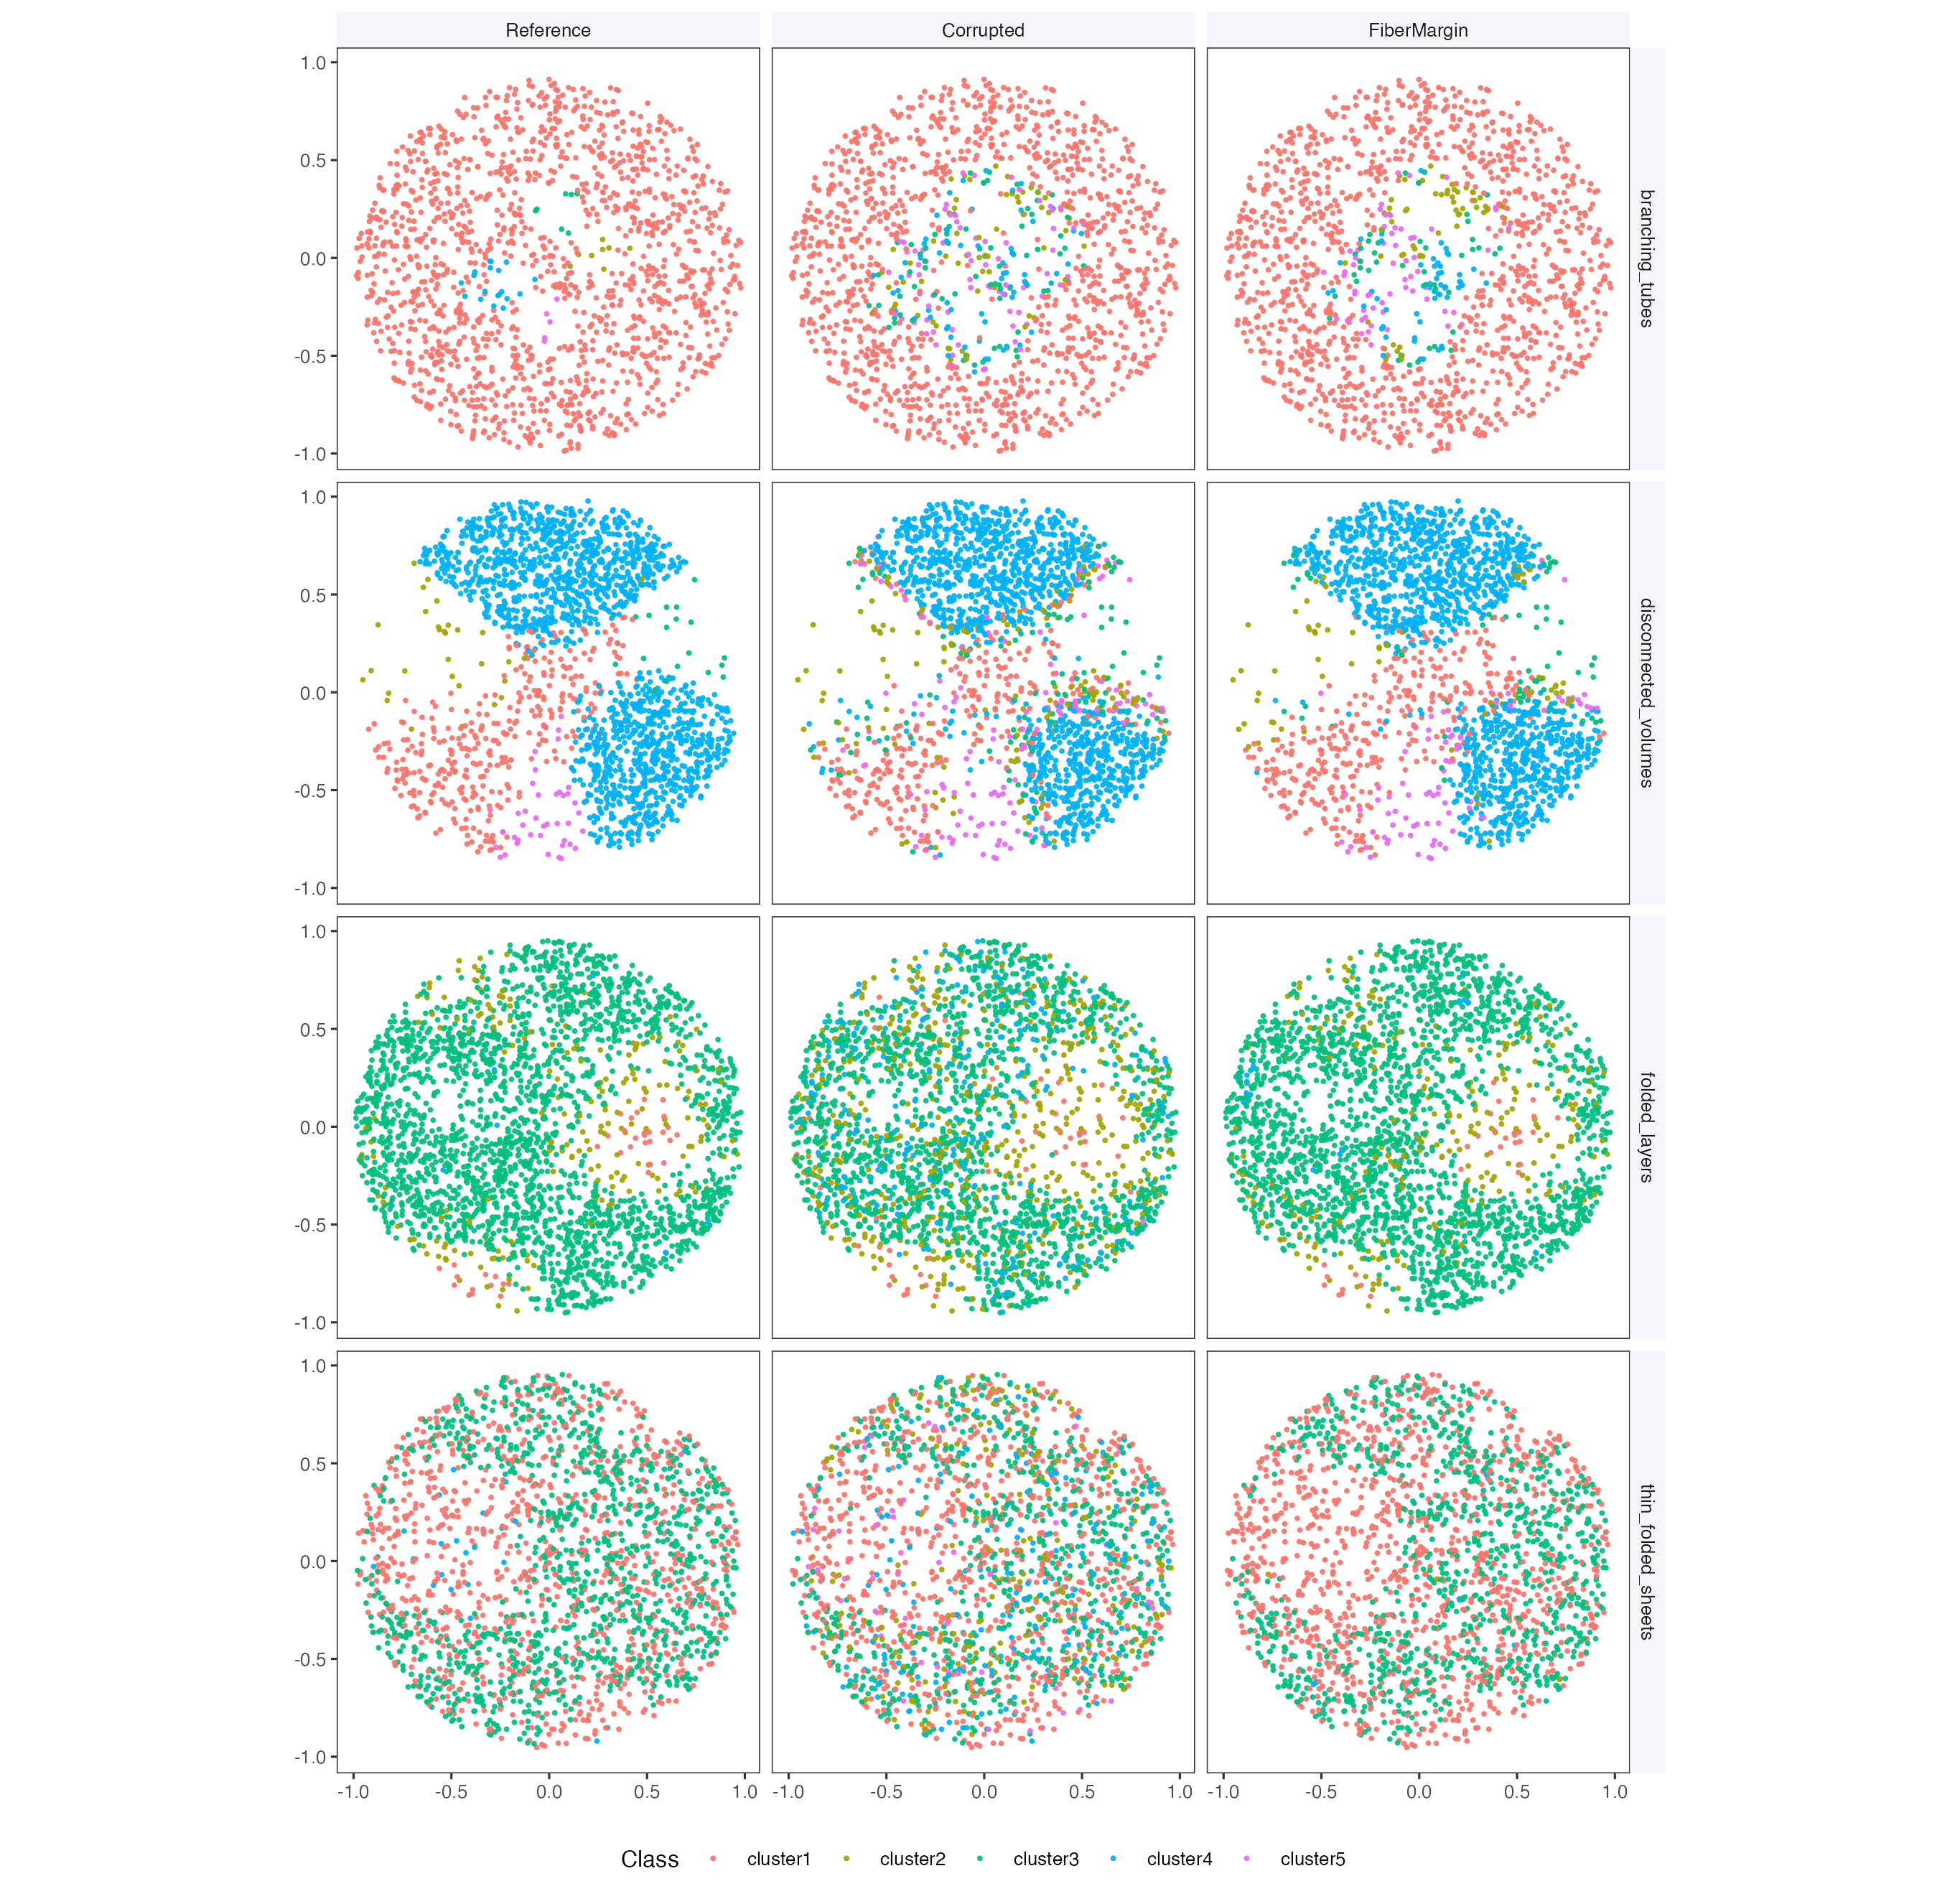 Reference Corrupted FiberMargin
1.0
0.5
0.0
-0.5
-1.0
branching_tubes
1.0
0.5
0.0
-0.5
-1.0
disconnected_volumes
1.0
0.5
0.0
-0.5
-1.0
folded_layers
1.0
0.5
0.0
-0.5
-1.0
thin_folded_sheets
-1.0 -0.5 0.0 0.5 1.0 -1.0 -0.5 0.0 0.5 1.0 -1.0 -0.5 0.0 0.5 1.0
Class cluster1 cluster2 cluster3 cluster4 cluster5